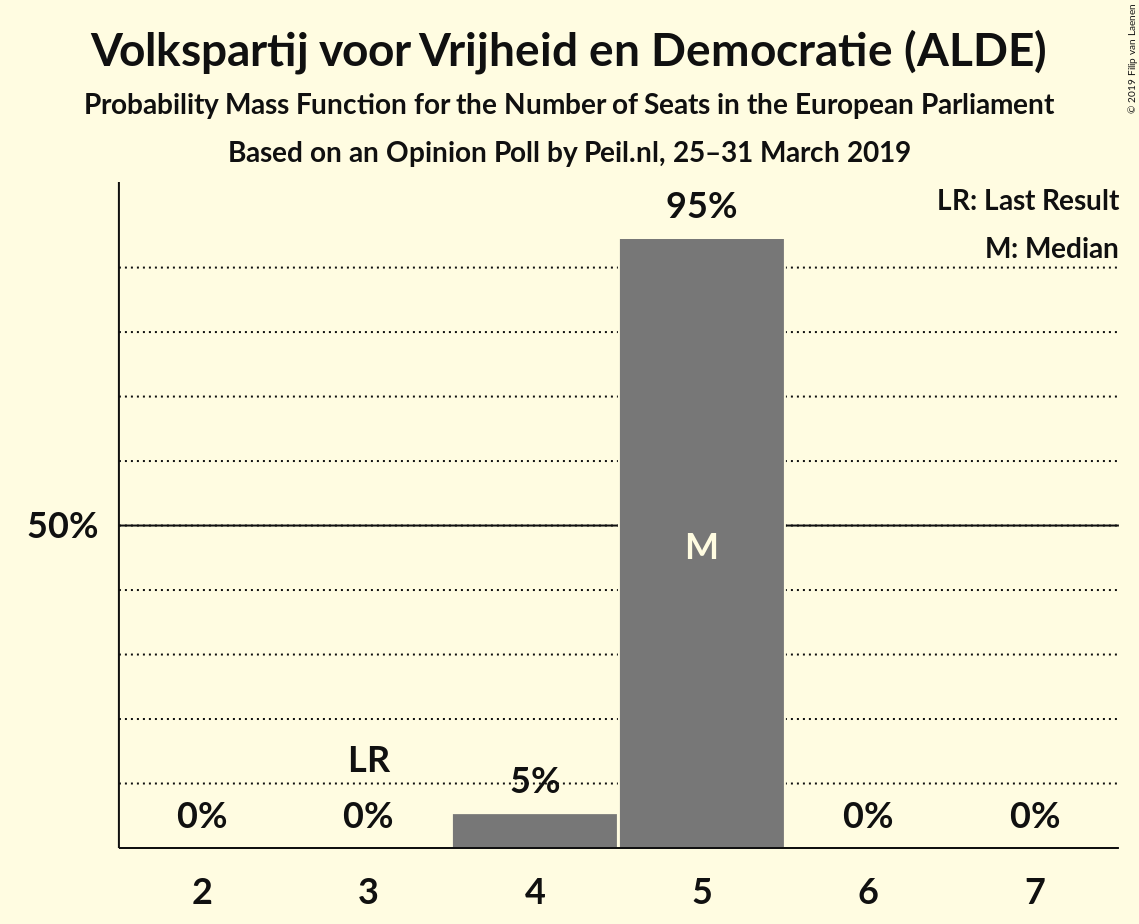 Volkspartij voor Vrijheid en Democratie (ALDE)
Probability Mass Function for the Number of Seats in the European Parliament
Based on an Opinion Poll by Peil.nl, 25–31 March 2019
© 2019 Filip van Laenen
LR: Last Result
M: Median
95%
50%
M
LR
5%
0%
0%
0%
0%
2
3
4
5
6
7